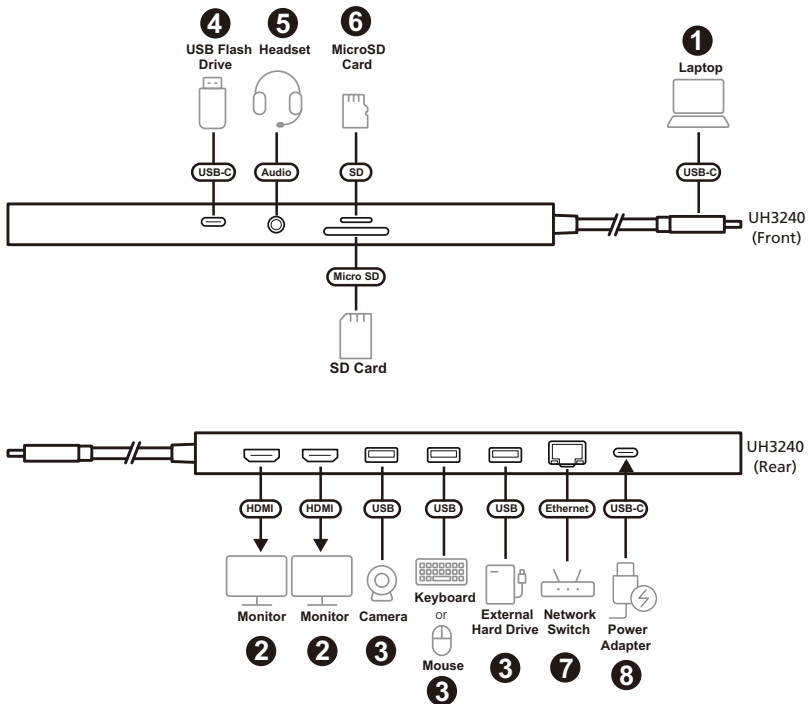 4
5
6
1
USB Flash
Drive
Headset
MicroSD
Card
Laptop
USB-C
Audio
SD
USB-C
UH3240
(Front)
Micro SD
SD Card
UH3240
(Rear)
HDMI
HDMI
USB
USB
USB
Ethernet
USB-C
Monitor
Monitor
Camera
Keyboard
or
Mouse
External
Hard Drive
Network
Switch
Power
Adapter
2
2
3
3
3
7
8